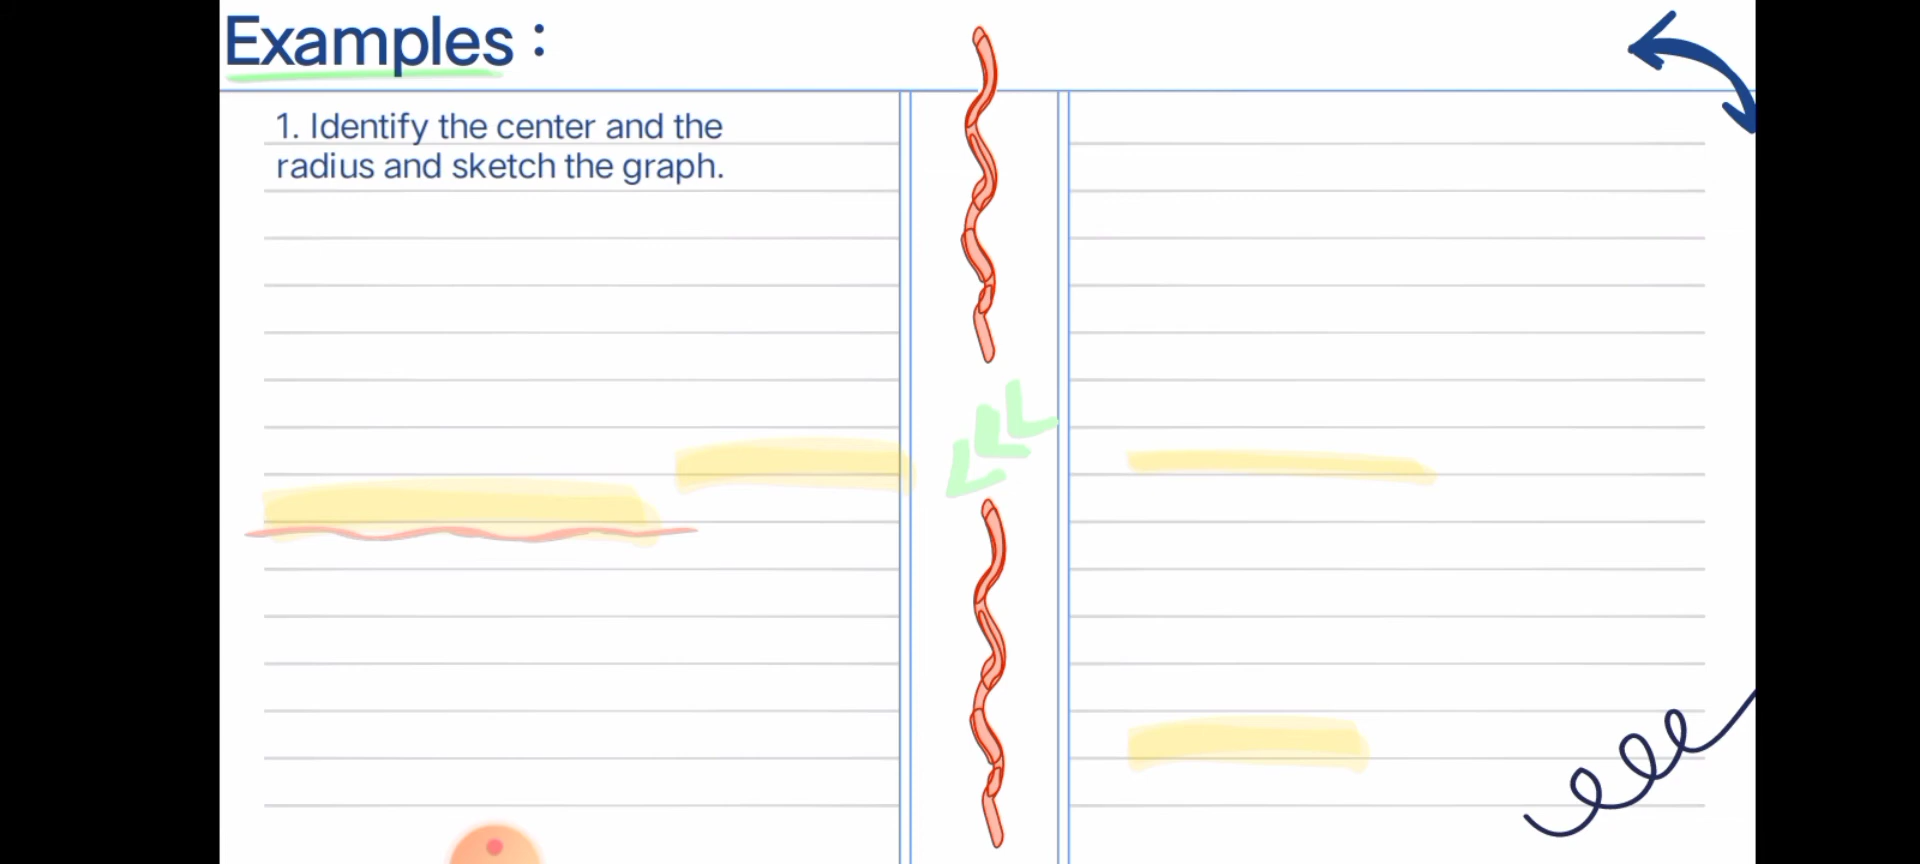 Examples :
1. Identify the center and the
radius and sketch the graph.